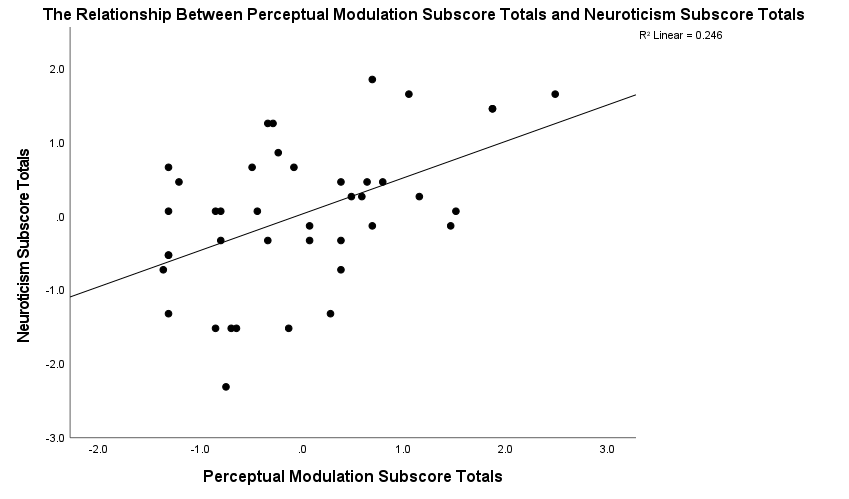 The Relationship Between Perceptual Modulation Subscore Totals and Neuroticism Subscore Totals
R² Linear = 0.246
Neuroticism Subscore Totals
2.0
1.0
.0
-1.0
-2.0
-3.0
-2.0 -1.0 .0 1.0 2.0 3.0
Perceptual Modulation Subscore Totals